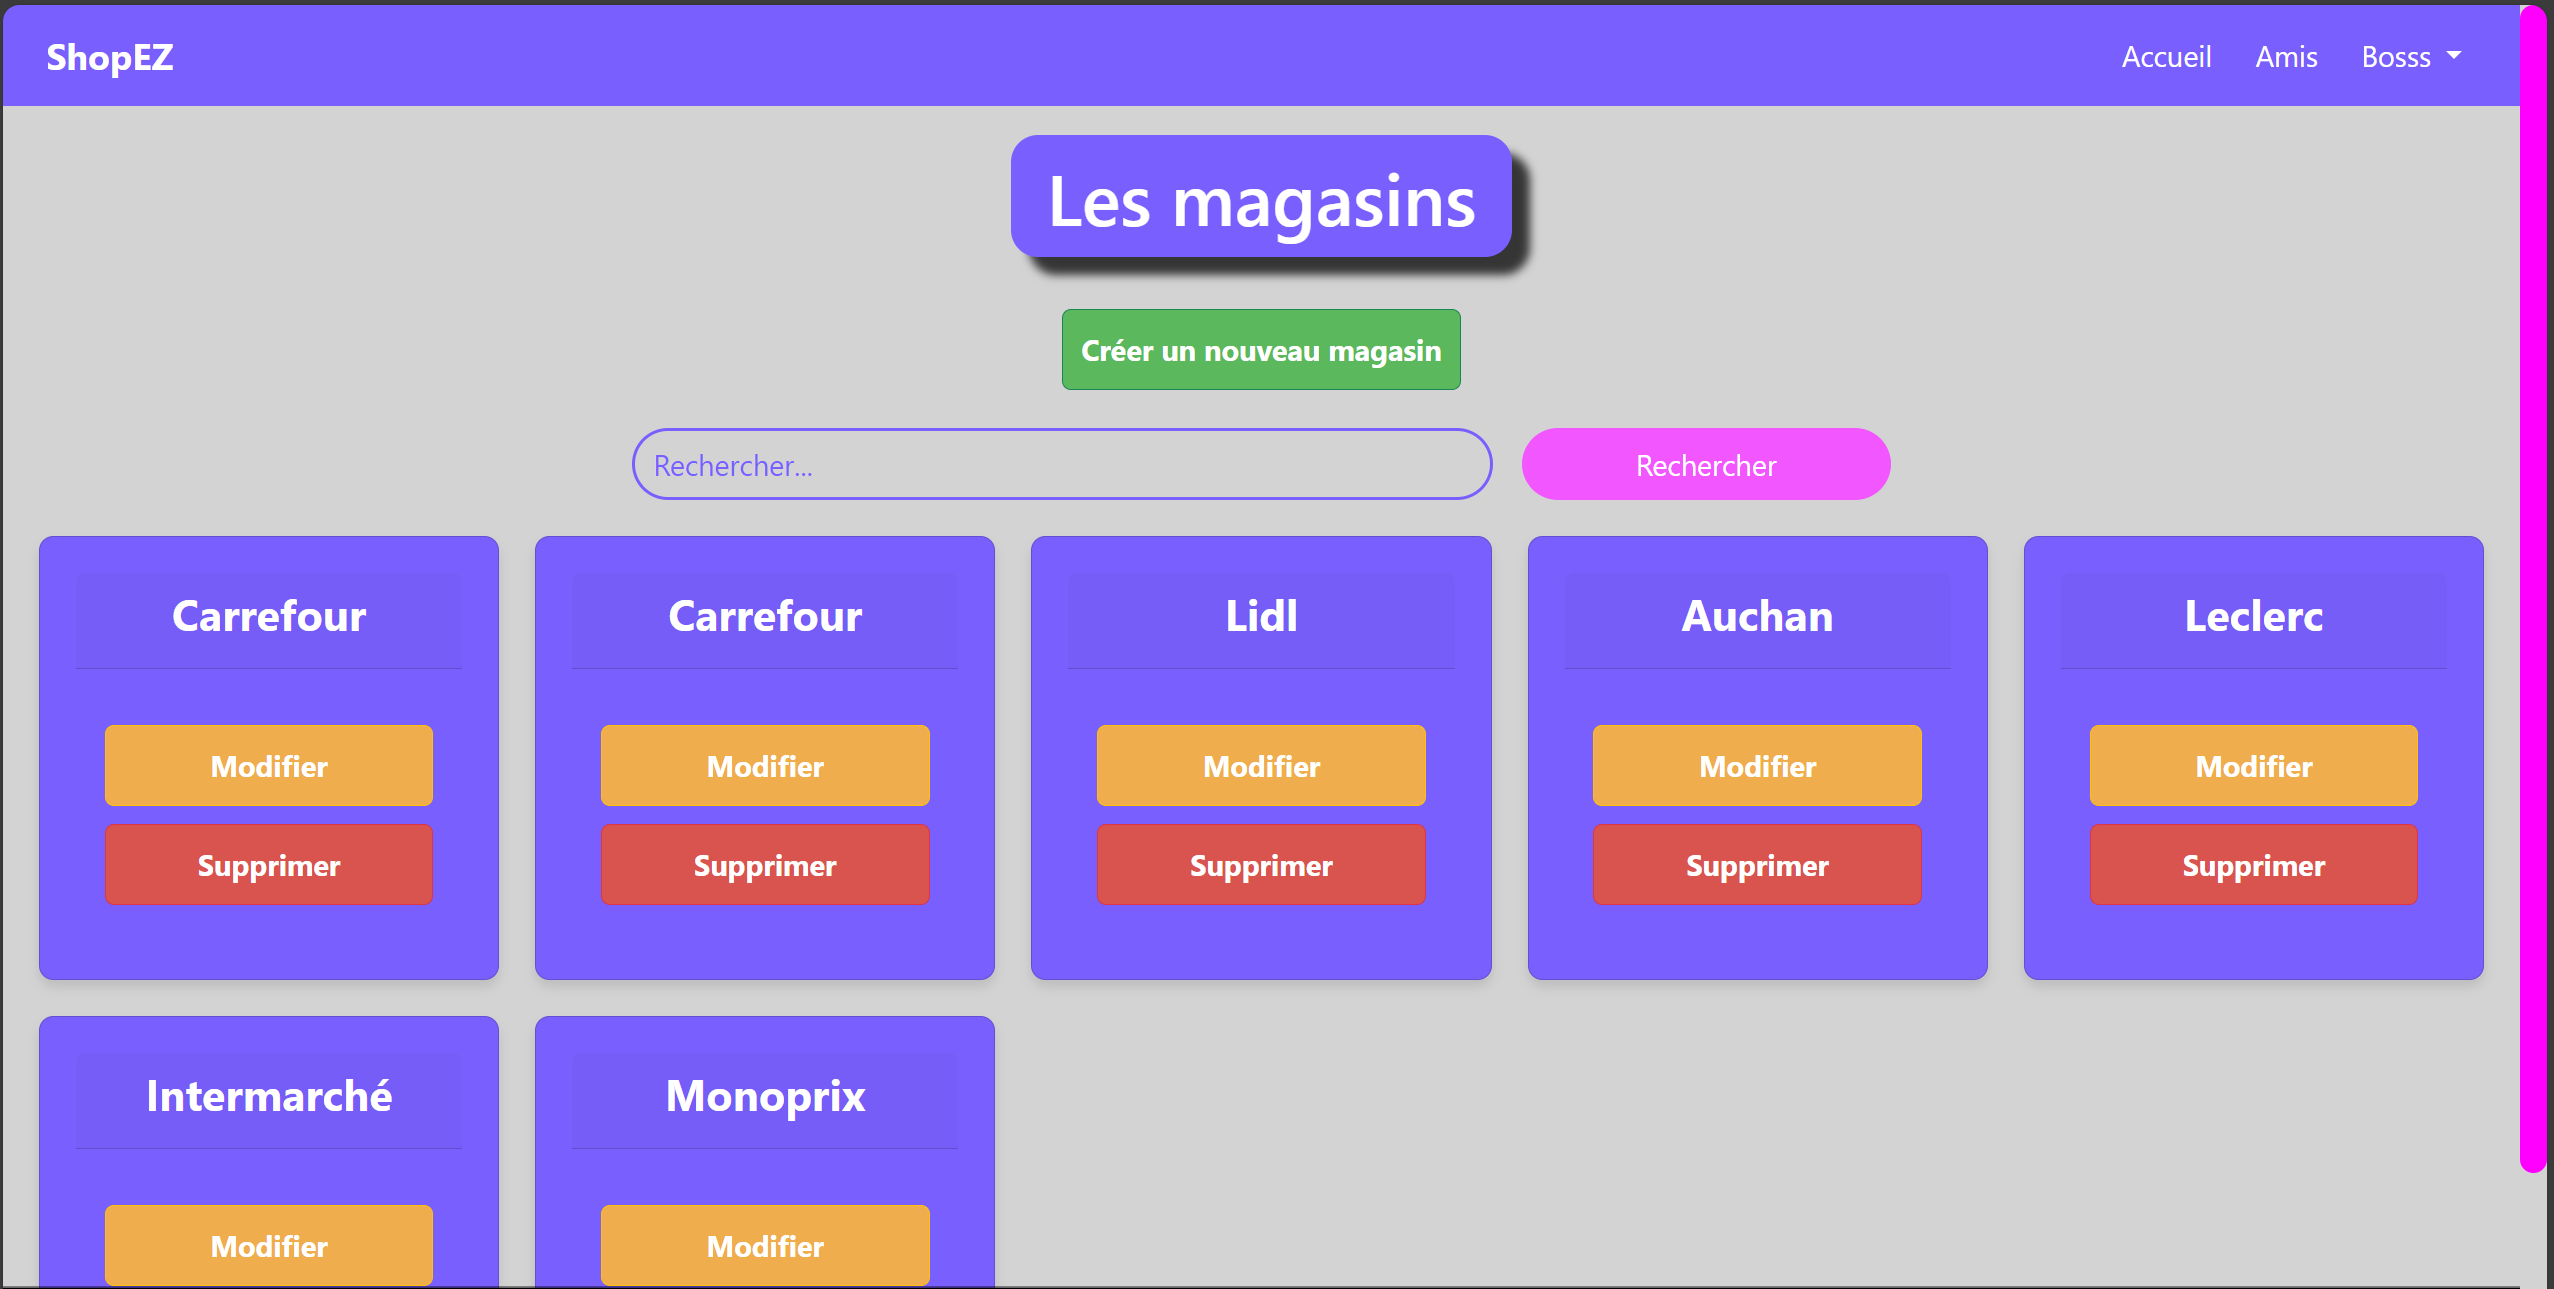 ShopEZ
Accueil Amis Bosss
Les magasins
Créer un nouveau magasin
Rechercher... Rechercher
Carrefour Carrefour Lidl Auchan Leclerc
Modifier Modifier Modifier Modifier Modifier
Supprimer Supprimer Supprimer Supprimer Supprimer
Intermarché Monoprix
Modifier Modifier